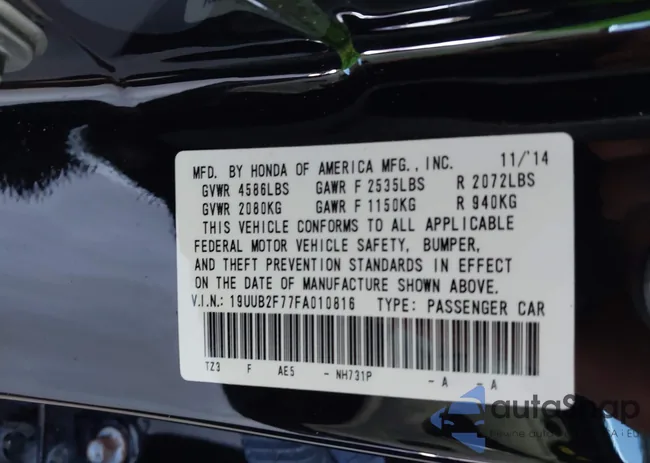 MFD. BY HONDA OF AMERICA MFG., INC. 11/'14
GVWR 4586LBS GAWR F 2535LBS R 2072LBS
GVWR 2080KG GAWR F 1150KG R 940KG
THIS VEHICLE CONFORMS TO ALL APPLICABLE
FEDERAL MOTOR VEHICLE SAFETY, BUMPER,
AND THEFT PREVENTION STANDARDS IN EFFECT
ON THE DATE OF MANUFACTURE SHOWN ABOVE.
V.I.N.: 19UUB2F77FA010816 TYPE: PASSENGER CAR
TZ3 F AE5 - NH731P - A - A
autoSnap